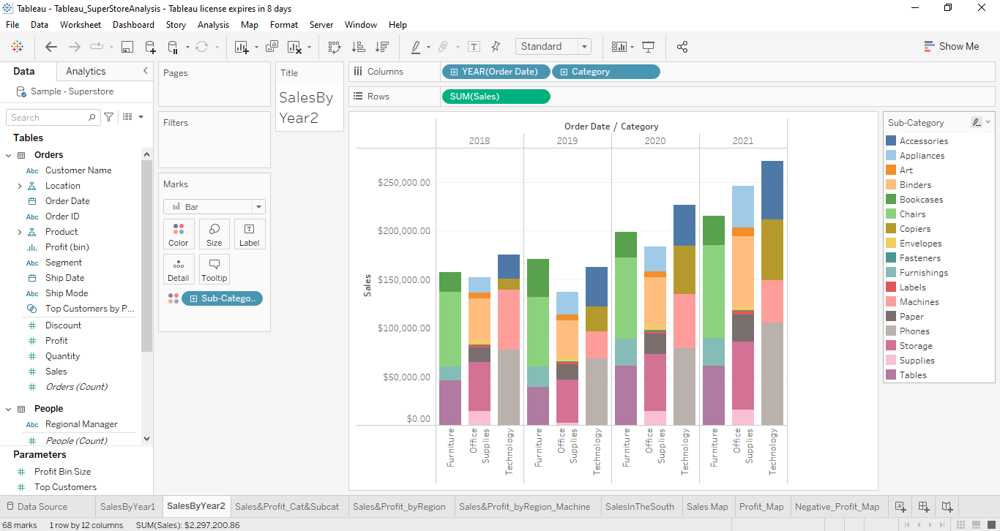 Tableau - Tableau_SuperStoreAnalysis - Tableau license expires in 8 days
File Data Worksheet Dashboard Story Analysis Map Format Server Window Help
Standard
Show Me
Data Analytics
Sample - Superstore
Search
Tables
Orders
Abc Customer Name
Location
Order Date
Abc Order ID
Product
Profit (bin)
Abc Segment
Ship Date
Abc Ship Mode
Top Customers by P...
Discount
Profit
Quantity
Sales
Orders (Count)
People
Abc Regional Manager
People (Count)
Parameters
Profit Bin Size
Top Customers
Pages
Filters
Marks
Bar
Color Size Label
Detail Tooltip
Sub-Catego..
Title
SalesBy
Year2
Columns YEAR(Order Date) Category
Rows SUM(Sales)
Order Date / Category
2018 2019 2020 2021
Sales
$250,000.00
$200,000.00
$150,000.00
$100,000.00
$50,000.00
$0.00
Furniture
Office
Supplies
Technology
Furniture
Office
Supplies
Technology
Furniture
Office
Supplies
Technology
Furniture
Office
Supplies
Technology
Sub-Category
Accessories
Appliances
Art
Binders
Bookcases
Chairs
Copiers
Envelopes
Fasteners
Furnishings
Labels
Machines
Paper
Phones
Storage
Supplies
Tables
Data Source SalesByYear1 SalesByYear2 Sales&Profit_Cat&Subcat Sales&Profit_byRegion Sales&Profit_byRegion_Machine SalesInTheSouth Sales Map Profit_Map Negative_Profit_Map
68 marks 1 row by 12 columns SUM(Sales): $2,297,200.86